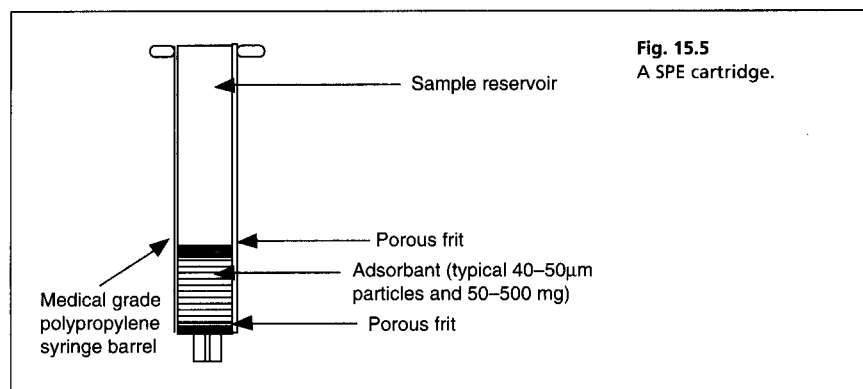 Fig. 15.5
A SPE cartridge.
Sample reservoir
Porous frit
Adsorbant (typical 40–50μm
particles and 50–500 mg)
Porous frit
Medical grade
polypropylene
syringe barrel